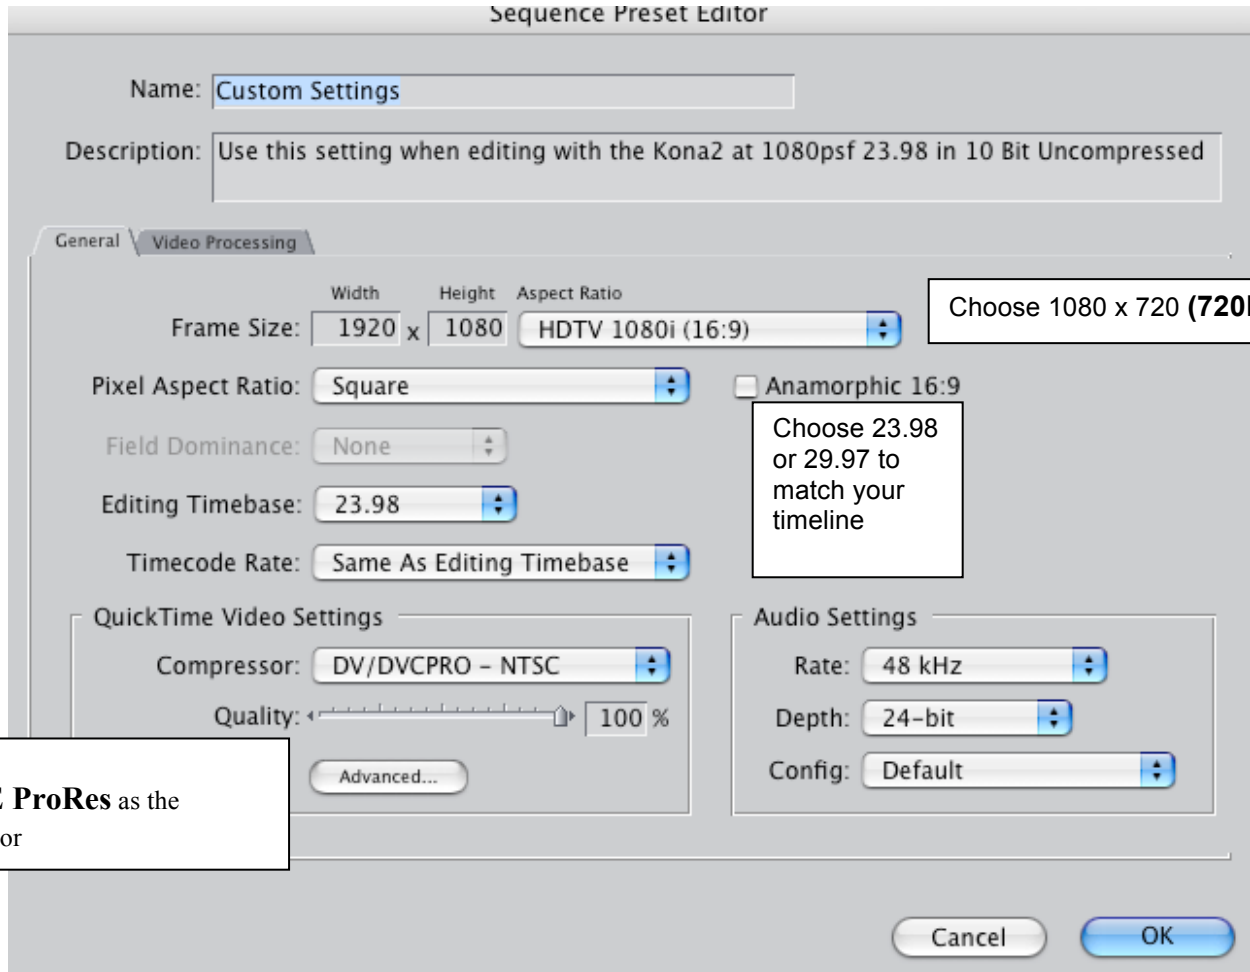 Sequence Preset Editor
Name: Custom Settings
Description: Use this setting when editing with the Kona2 at 1080psf 23.98 in 10 Bit Uncompressed
General Video Processing
Width Height Aspect Ratio
Frame Size: 1920 x 1080 HDTV 1080i (16:9)
Choose 1080 x 720 (720
Pixel Aspect Ratio: Square
Anamorphic 16:9
Field Dominance: None
Choose 23.98
or 29.97 to
match your
timeline
Editing Timebase: 23.98
Timecode Rate: Same As Editing Timebase
QuickTime Video Settings
Compressor: DV/DVCPRO – NTSC
Quality: 100 %
Advanced...
ProRes as the
or
Audio Settings
Rate: 48 kHz
Depth: 24-bit
Config: Default
Cancel OK